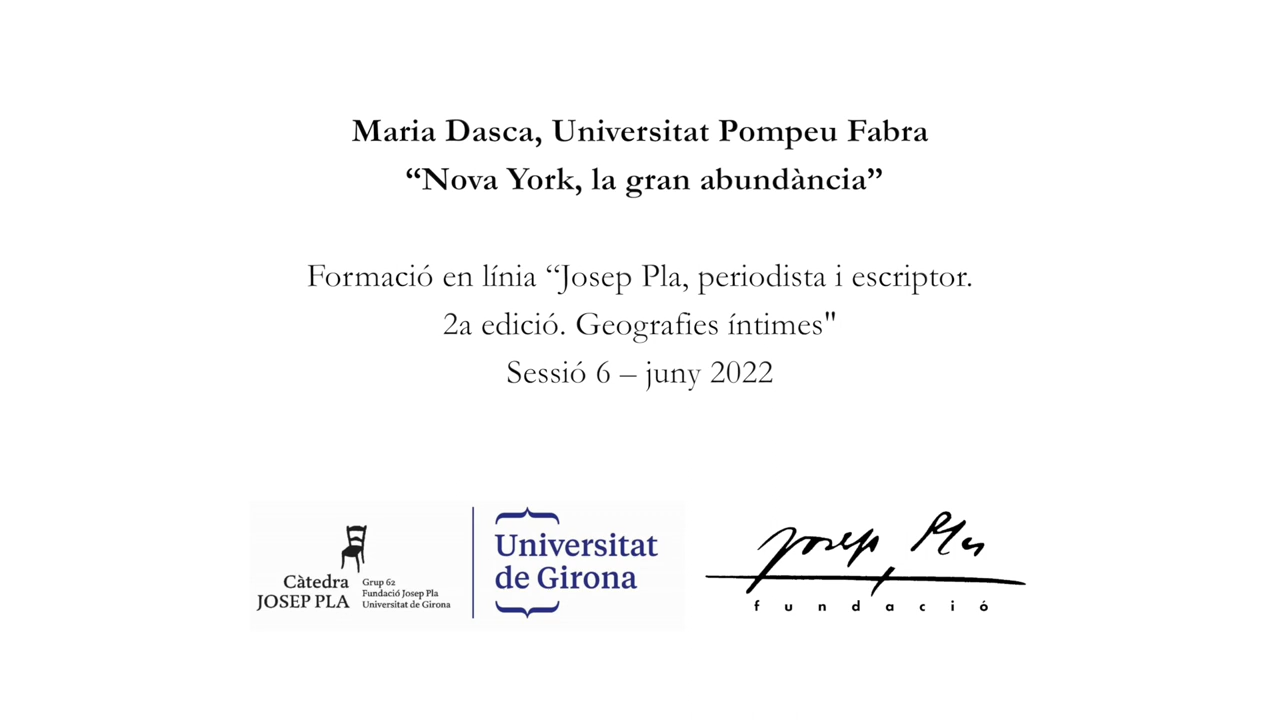 Maria Dasca, Universitat Pompeu Fabra
“Nova York, la gran abundància”
Formació en línia “Josep Pla, periodista i escriptor.
2a edició. Geografies íntimes"
Sessió 6 – juny 2022
Càtedra
JOSEP PLA
Grup 62
Fundació Josep Pla
Universitat de Girona
Universitat
de Girona
Josep Pla
fundació